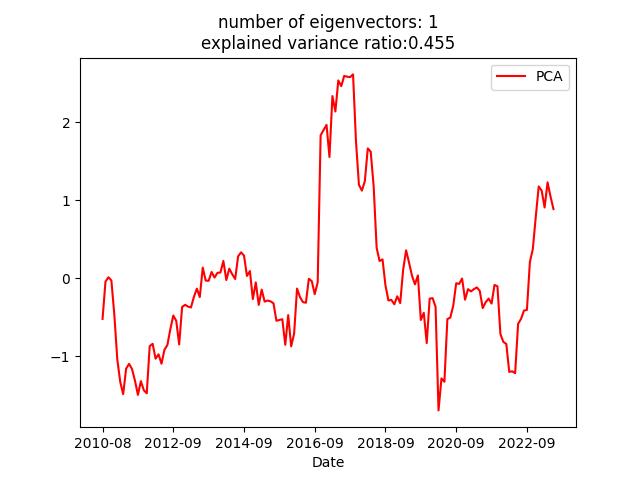 number of eigenvectors: 1
explained variance ratio:0.455
PCA
2
1
0
−1
2010-08 2012-09 2014-09 2016-09 2018-09 2020-09 2022-09
Date